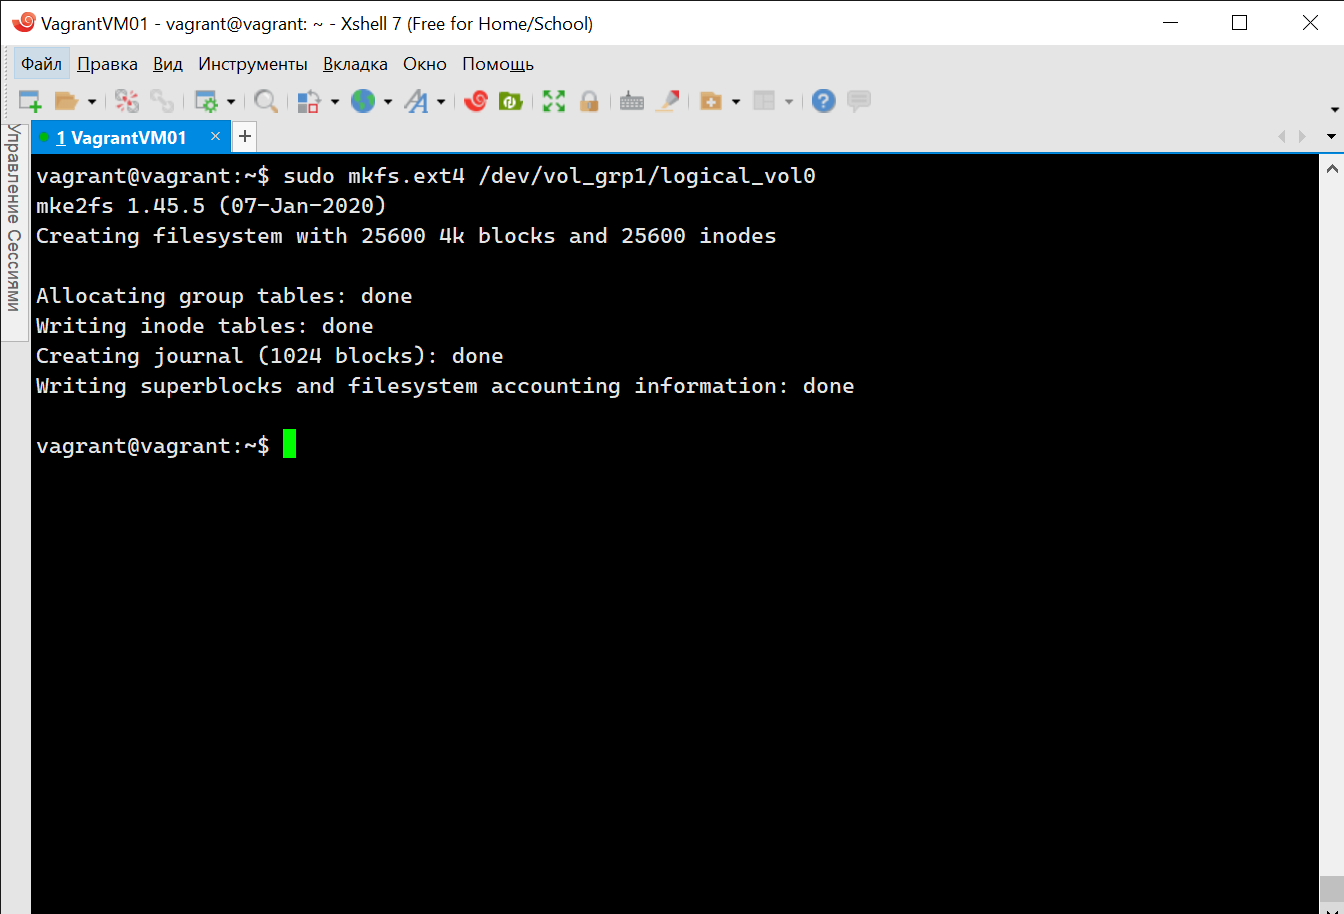 VagrantVM01 - vagrant@vagrant: ~ - Xshell 7 (Free for Home/School)
Файл Правка Вид Инструменты Вкладка Окно Помощь
1 VagrantVM01
Управление Сессиями
vagrant@vagrant:~$ sudo mkfs.ext4 /dev/vol_grp1/logical_vol0
mke2fs 1.45.5 (07-Jan-2020)
Creating filesystem with 25600 4k blocks and 25600 inodes
Allocating group tables: done
Writing inode tables: done
Creating journal (1024 blocks): done
Writing superblocks and filesystem accounting information: done
vagrant@vagrant:~$